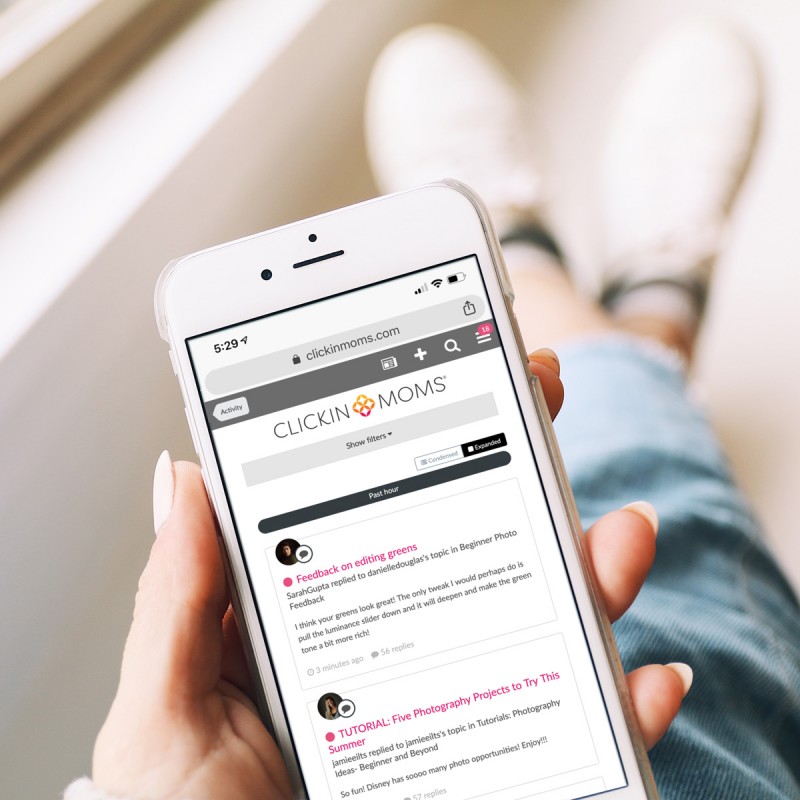 5:29
clickinmoms.com
18
Activity
CLICKIN MOMS®
Show filters
Condensed
Expanded
Past hour
Feedback on editing greens
SarahGupta replied to danielledouglas's topic in Beginner Photo
Feedback
I think your greens look great! The only tweak I would perhaps do is
pull the luminance slider down and it will deepen and make the green
tone a bit more rich!
3 minutes ago
56 replies
TUTORIAL: Five Photography Projects to Try This
Summer
jamieeilts replied to jamieeilts's topic in Tutorials: Photography
Ideas- Beginner and Beyond
So fun! Disney has soooo many photo opportunities! Enjoy!!!
57 replies